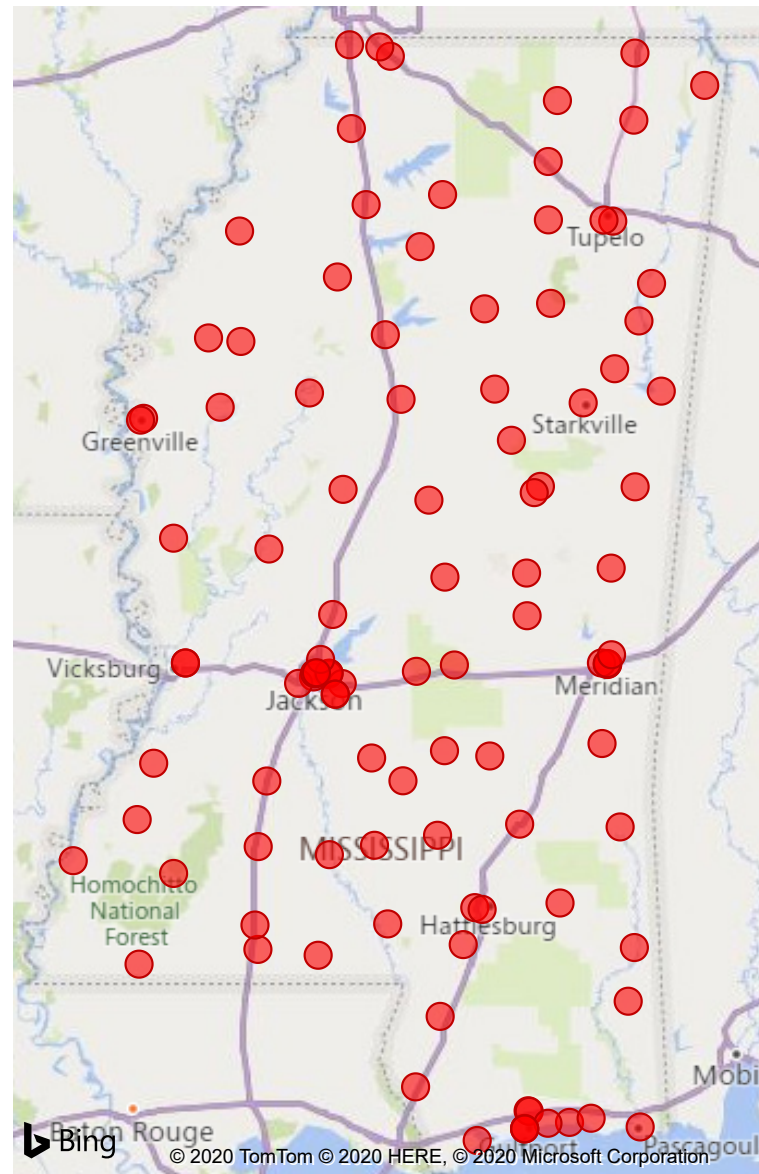 Tupelo
Greenville
Starkville
Vicksburg
Jackson
Meridian
MISSISSIPPI
Homochitto
National
Forest
Hattiesburg
Mobi
Baton Rouge
Gulfport
Pascagoul
Bing
© 2020 TomTom © 2020 HERE, © 2020 Microsoft Corporation